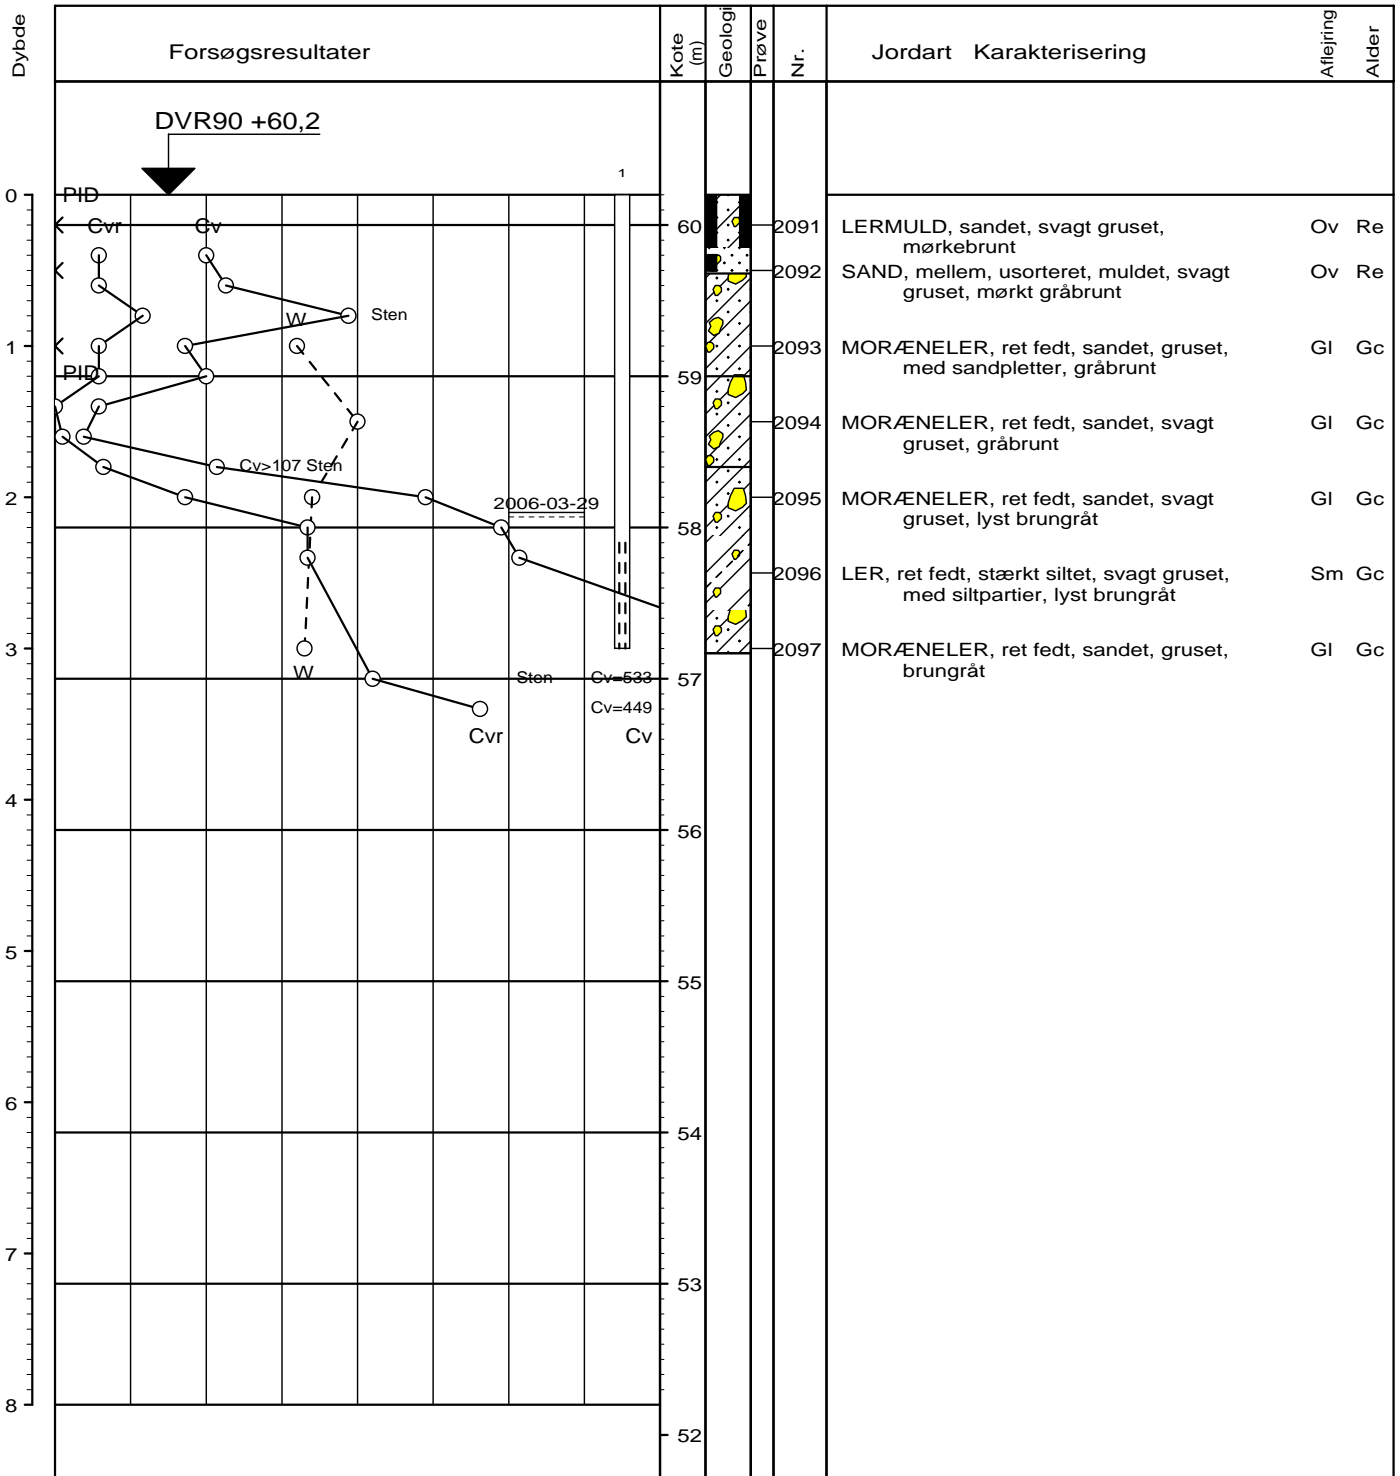 Dybde
Forsøgsresultater
Kote (m)
Geologi
Prøve
Nr.
Jordart Karakterisering
Aflejring
Alder
DVR90 +60,2
1
0
PID
Cvr
Cv
60
2091
LERMULD, sandet, svagt gruset,
mørkebrunt
Ov Re
2092
SAND, mellem, usorteret, muldet, svagt
gruset, mørkt gråbrunt
Ov Re
W
Sten
1
2093
MORÆNELER, ret fedt, sandet, gruset,
med sandpletter, gråbrunt
Gl Gc
PID
59
2094
MORÆNELER, ret fedt, sandet, svagt
gruset, gråbrunt
Gl Gc
Cv>107 Sten
2
2006-03-29
2095
MORÆNELER, ret fedt, sandet, svagt
gruset, lyst brungråt
Gl Gc
58
2096
LER, ret fedt, stærkt siltet, svagt gruset,
med siltpartier, lyst brungråt
Sm Gc
3
2097
MORÆNELER, ret fedt, sandet, gruset,
brungråt
Gl Gc
W
Sten
Cv=533
57
Cv=449
Cvr
Cv
4
56
5
55
6
54
7
53
8
52